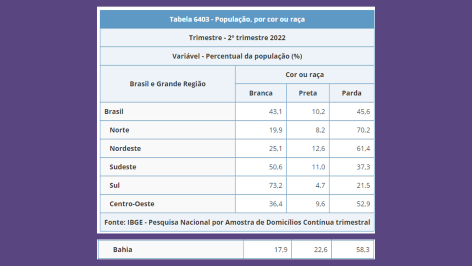 Tabela 6403 - População, por cor ou raça
Trimestre - 2º trimestre 2022
Variável - Percentual da população (%)
Brasil e Grande Região Cor ou raça
Branca Preta Parda
Brasil 43,1 10,2 45,6
Norte 19,9 8,2 70,2
Nordeste 25,1 12,6 61,4
Sudeste 50,6 11,0 37,3
Sul 73,2 4,7 21,5
Centro-Oeste 36,4 9,6 52,9
Fonte: IBGE - Pesquisa Nacional por Amostra de Domicílios Contínua trimestral
Bahia 17,9 22,6 58,3